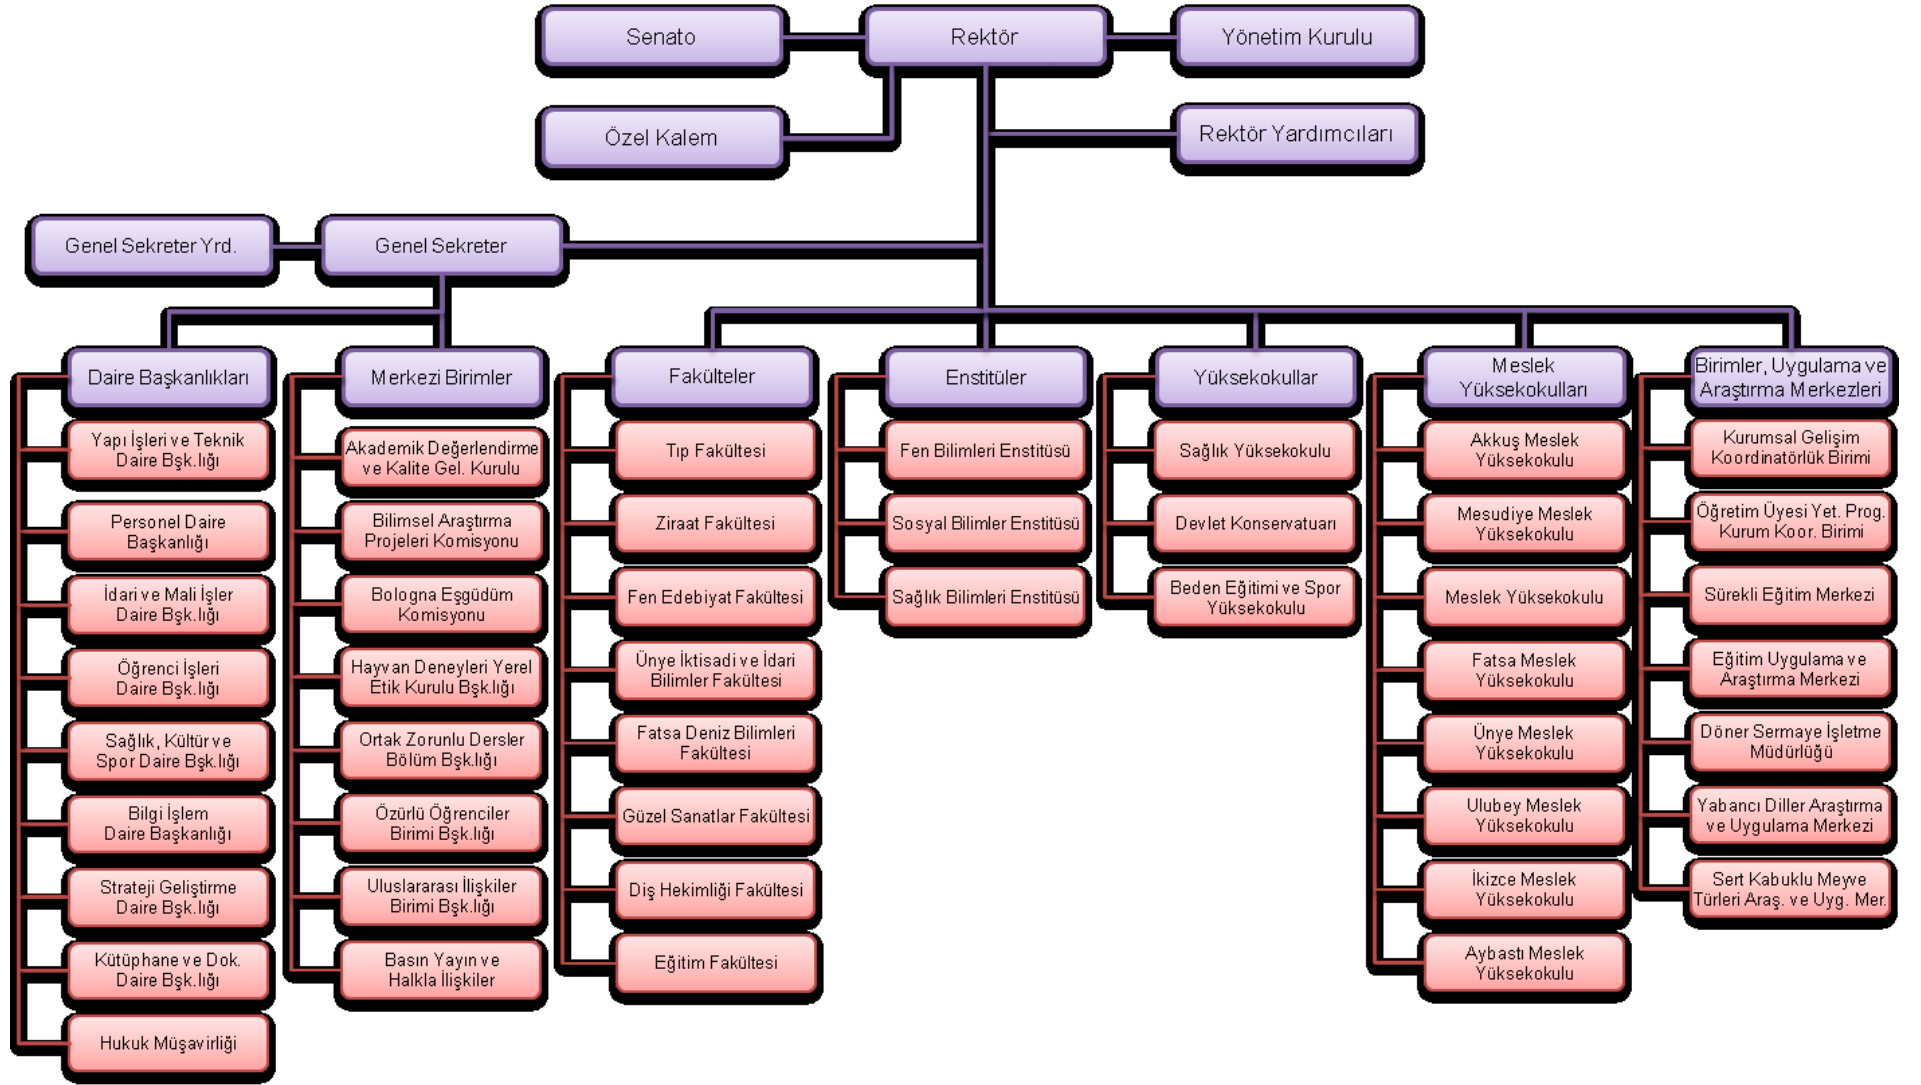 Senato
Rektör
Yönetim Kurulu
Özel Kalem
Rektör Yardımcıları
Genel Sekreter Yrd.
Genel Sekreter
Daire Başkanlıkları
Yapı İşleri ve Teknik
Daire Bşk.lığı
Personel Daire
Başkanlığı
İdari ve Mali İşler
Daire Bşk.lığı
Öğrenci İşleri
Daire Bşk.lığı
Sağlık, Kültür ve
Spor Daire Bşk.lığı
Bilgi İşlem
Daire Başkanlığı
Strateji Geliştirme
Daire Bşk.lığı
Kütüphane ve Dok.
Daire Bşk.lığı
Hukuk Müşavirliği
Merkezi Birimler
Akademik Değerlendirme
ve Kalite Gel. Kurulu
Bilimsel Araştırma
Projeleri Komisyonu
Bologna Eşgüdüm
Komisyonu
Hayvan Deneyleri Yerel
Etik Kurulu Bşk.lığı
Ortak Zorunlu Dersler
Bölüm Bşk.lığı
Özürlü Öğrenciler
Birimi Bşk.lığı
Uluslararası İlişkiler
Birimi Bşk.lığı
Basın Yayın ve
Halkla İlişkiler
Fakülteler
Tıp Fakültesi
Ziraat Fakültesi
Fen Edebiyat Fakültesi
Ünye İktisadi ve İdari
Bilimler Fakültesi
Fatsa Deniz Bilimleri
Fakültesi
Güzel Sanatlar Fakültesi
Diş Hekimliği Fakültesi
Eğitim Fakültesi
Enstitüler
Fen Bilimleri Enstitüsü
Sosyal Bilimler Enstitüsü
Sağlık Bilimleri Enstitüsü
Yüksekokullar
Sağlık Yüksekokulu
Devlet Konservatuarı
Beden Eğitimi ve Spor
Yüksekokulu
Meslek
Yüksekokulları
Akkuş Meslek
Yüksekokulu
Mesudiye Meslek
Yüksekokulu
Meslek Yüksekokulu
Fatsa Meslek
Yüksekokulu
Ünye Meslek
Yüksekokulu
Ulubey Meslek
Yüksekokulu
İkizce Meslek
Yüksekokulu
Aybastı Meslek
Yüksekokulu
Birimler, Uygulama ve
Araştırma Merkezleri
Kurumsal Gelişim
Koordinatörlük Birimi
Öğretim Üyesi Yet. Prog.
Kurum Koor. Birimi
Sürekli Eğitim Merkezi
Eğitim Uygulama ve
Araştırma Merkezi
Döner Sermaye İşletme
Müdürlüğü
Yabancı Diller Araştırma
ve Uygulama Merkezi
Sert Kabuklu Meyve
Türleri Araş. ve Uyg. Mer.